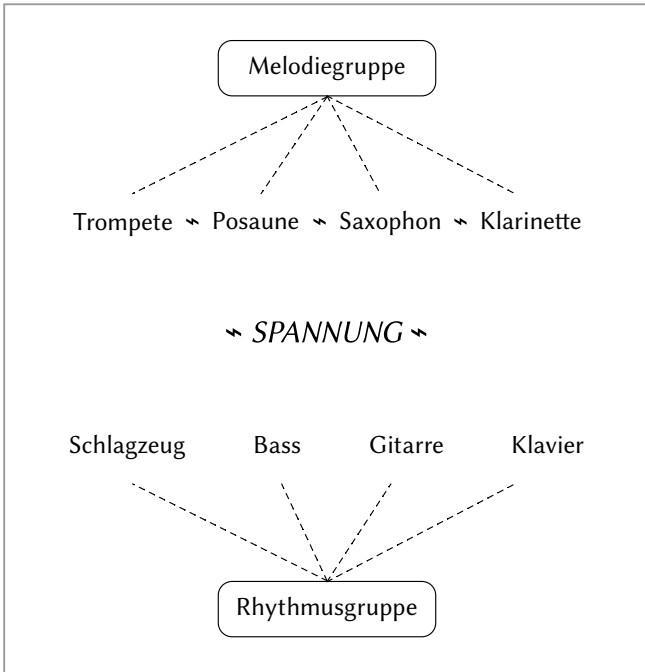 Melodiegruppe
Trompete ↯ Posaune ↯ Saxophon ↯ Klarinette
↯ SPANNUNG ↯
Schlagzeug Bass Gitarre Klavier
Rhythmusgruppe